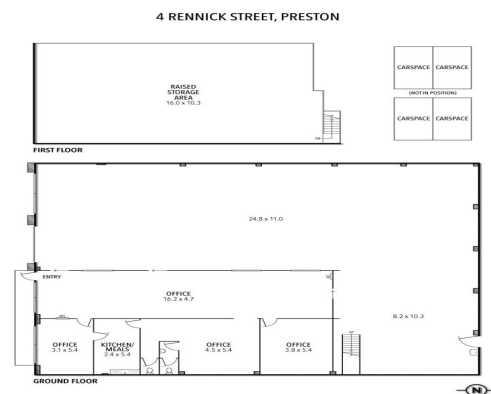 4 RENNICK STREET, PRESTON
RAISED
STORAGE
AREA
16.0 x 10.3
CARSPACE
CARSPACE
(NOT IN POSITION)
CARSPACE
CARSPACE
FIRST FLOOR
24.8 x 11.0
ENTRY
OFFICE
16.2 x 4.7
8.2 x 10.3
OFFICE
3.1 x 5.4
KITCHEN/
MEALS
2.4 x 5.4
OFFICE
4.5 x 5.4
OFFICE
3.8 x 5.4
UP
GROUND FLOOR
N